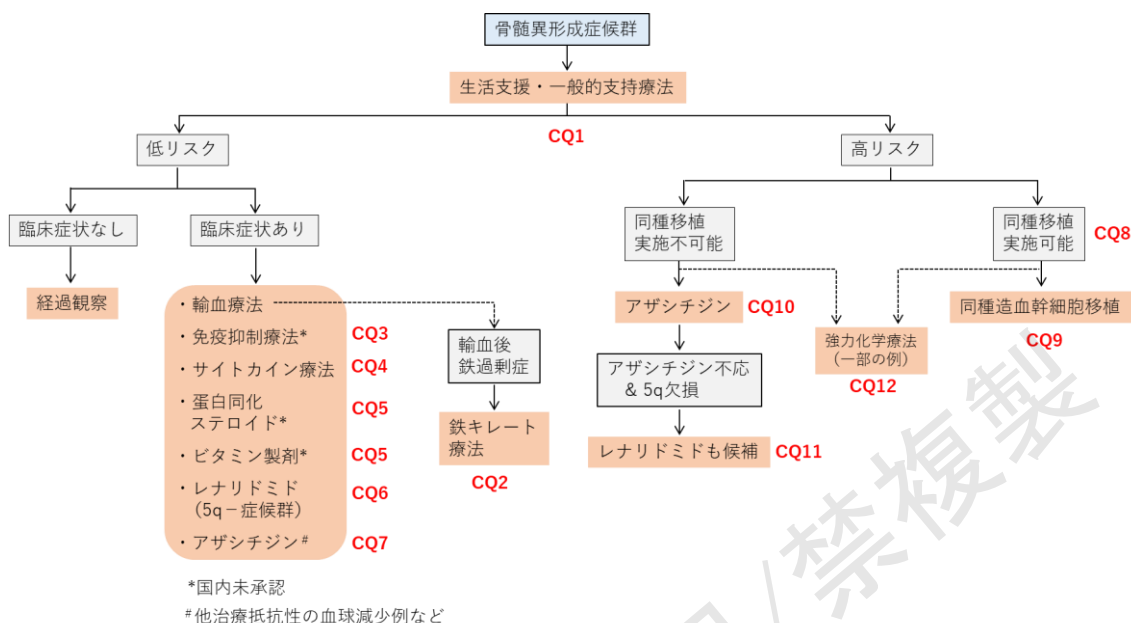 骨髄異形成症候群
生活支援・一般的支持療法
CQ1
低リスク
高リスク
臨床症状なし
臨床症状あり
同種移植
実施不可能
同種移植
実施可能
CQ8
経過観察
・輸血療法
・免疫抑制療法*
CQ3
・サイトカイン療法
CQ4
・蛋白同化
ステロイド*
CQ5
・ビタミン製剤*
CQ5
・レナリドミド
(5q－症候群)
CQ6
・アザシチジン#
CQ7
輸血後
鉄過剰症
鉄キレート
療法
CQ2
アザシチジン
CQ10
アザシチジン不応
& 5q欠損
レナリドミドも候補
CQ11
強力化学療法
(一部の例)
CQ12
同種造血幹細胞移植
CQ9
*国内未承認
#他治療抵抗性の血球減少例など
/禁複製